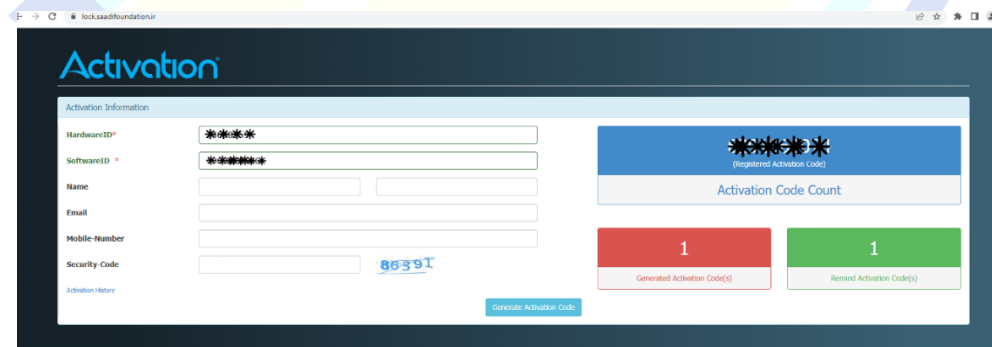 lock.saadifoundation.ir
Activation
Activation Information
HardwareID*
SoftwareID *
(Registered Activation Code)
Name
Activation Code Count
Email
Mobile-Number
1
1
Security-Code
86391
Generated Activation Code(s)
Remind Activation Code(s)
Activation History
Generate Activation Code